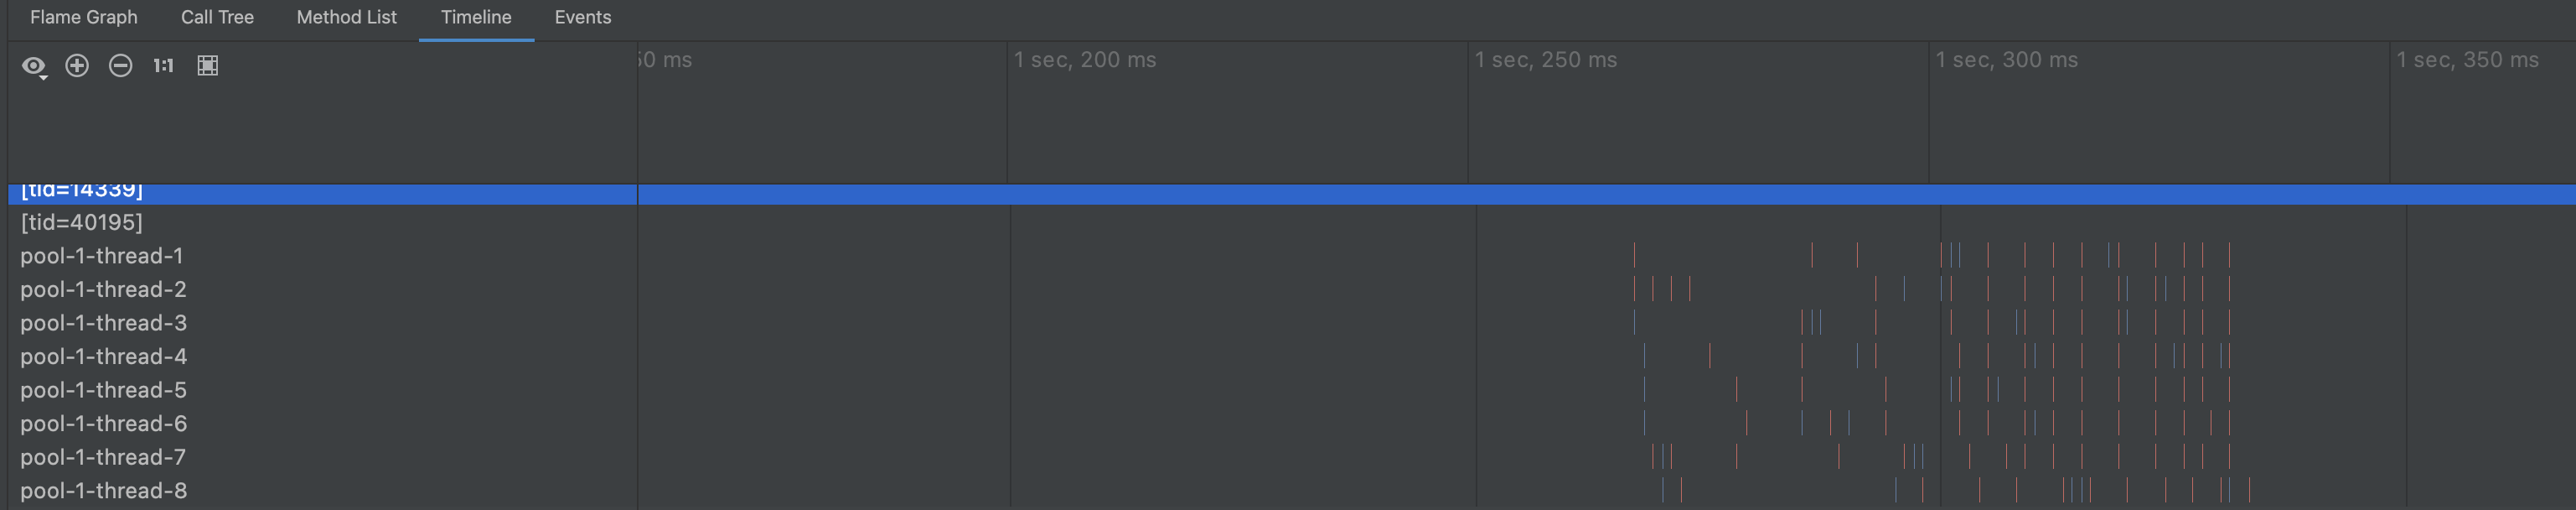 Flame Graph Call Tree Method List Timeline Events
1:1 50 ms 1 sec, 200 ms 1 sec, 250 ms 1 sec, 300 ms 1 sec, 350 ms
[tid=14339]
[tid=40195]
pool-1-thread-1
pool-1-thread-2
pool-1-thread-3
pool-1-thread-4
pool-1-thread-5
pool-1-thread-6
pool-1-thread-7
pool-1-thread-8